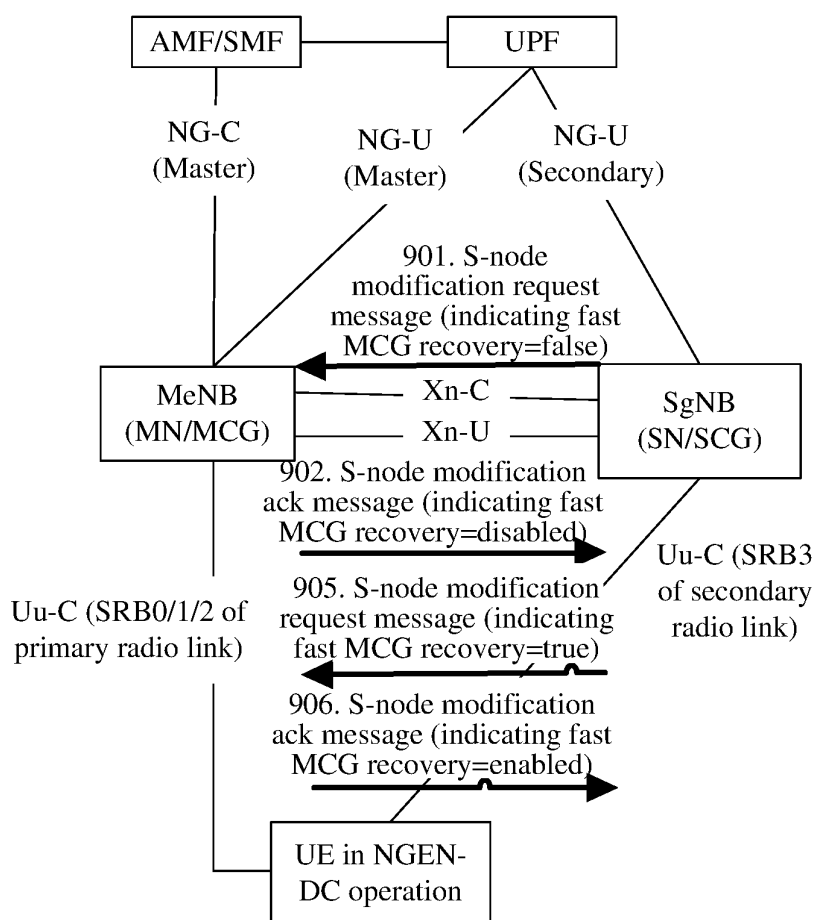 AMF/SMF
UPF
NG-C
(Master)
NG-U
(Master)
NG-U
(Secondary)
901. S-node
modification request
message (indicating fast
MCG recovery=false)
MeNB
(MN/MCG)
Xn-C
Xn-U
SgNB
(SN/SCG)
902. S-node modification
ack message (indicating fast
MCG recovery=disabled)
Uu-C (SRB3
of secondary
radio link)
Uu-C (SRB0/1/2 of
primary radio link)
905. S-node modification
request message (indicating
fast MCG recovery=true)
906. S-node modification
ack message (indicating fast
MCG recovery=enabled)
UE in NGEN-
DC operation